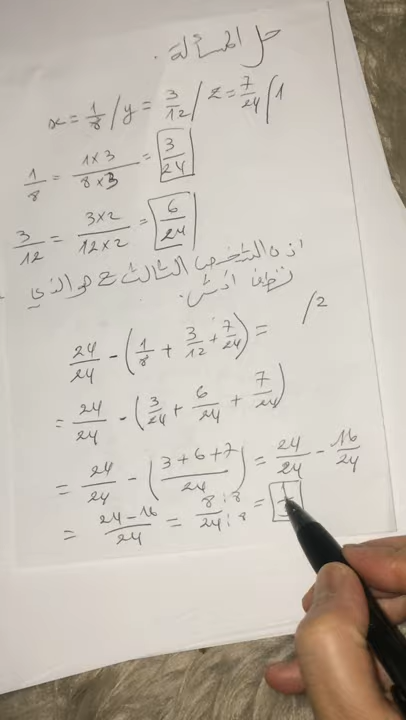 حل المسألة.
x = 1/8 / y = 3/12 / z = 7/24 /1
1/8 = 1×3/8×3 = 3/24
3/12 = 3×2/12×2 = 6/24
اذن الشخص الثالث z هو الذي
نظف اكثر.
/2
24/24 - (1/8 + 3/12 + 7/24) =
= 24/24 - (3/24 + 6/24 + 7/24)
= 24/24 - (3+6+7/24) = 24/24 - 16/24
= 24-16/24 = 8:8/24:8 =